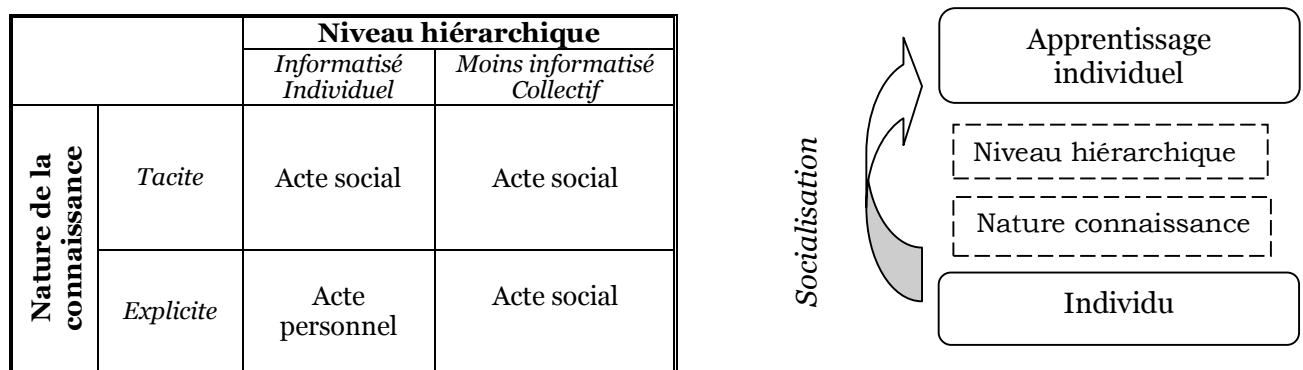 Niveau hiérarchique
Informatisé
Individuel
Moins informatisé
Collectif
Nature de la
connaissance
Tacite
Acte social
Acte social
Explicite
Acte
personnel
Acte social
Socialisation
Apprentissage
individuel
Niveau hiérarchique
Nature connaissance
Individu